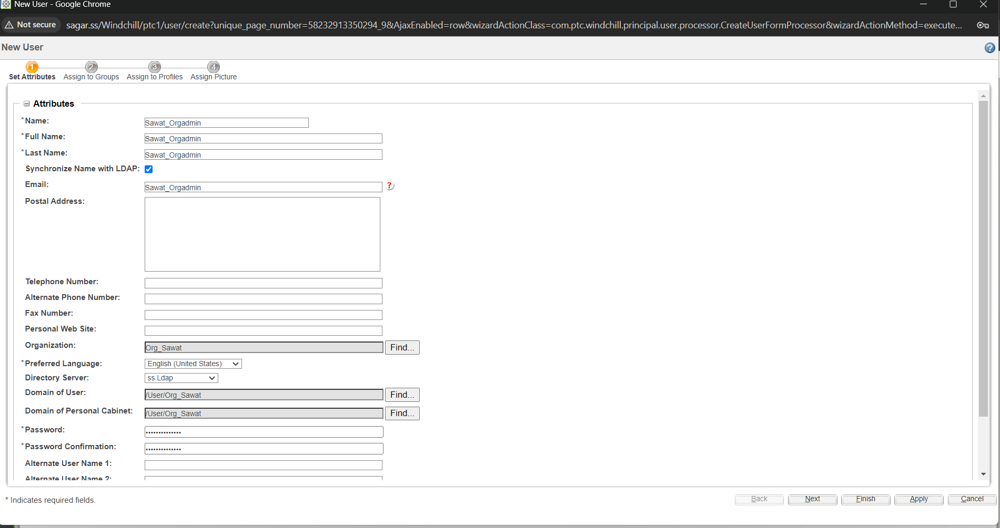 New User - Google Chrome
Not secure sagar.ss/Windchill/ptc1/user/create?unique_page_number=58232913350294_9&AjaxEnabled=row&wizardActionClass=com.ptc.windchill.principal.user.processor.CreateUserFormProcessor&wizardActionMethod=execute...
New User
?
1 2 3 4
Set Attributes Assign to Groups Assign to Profiles Assign Picture
Attributes
*Name: Sawat_Orgadmin
*Full Name: Sawat_Orgadmin
*Last Name: Sawat_Orgadmin
Synchronize Name with LDAP:
Email: Sawat_Orgadmin ?
Postal Address:
Telephone Number:
Alternate Phone Number:
Fax Number:
Personal Web Site:
Organization: Org_Sawat Find...
*Preferred Language: English (United States)
Directory Server: ss.Ldap
Domain of User: /User/Org_Sawat Find...
Domain of Personal Cabinet: /User/Org_Sawat Find...
*Password: ••••••••••••••
*Password Confirmation: ••••••••••••••
Alternate User Name 1:
Alternate User Name 2:
* Indicates required fields.
Back Next Finish Apply Cancel